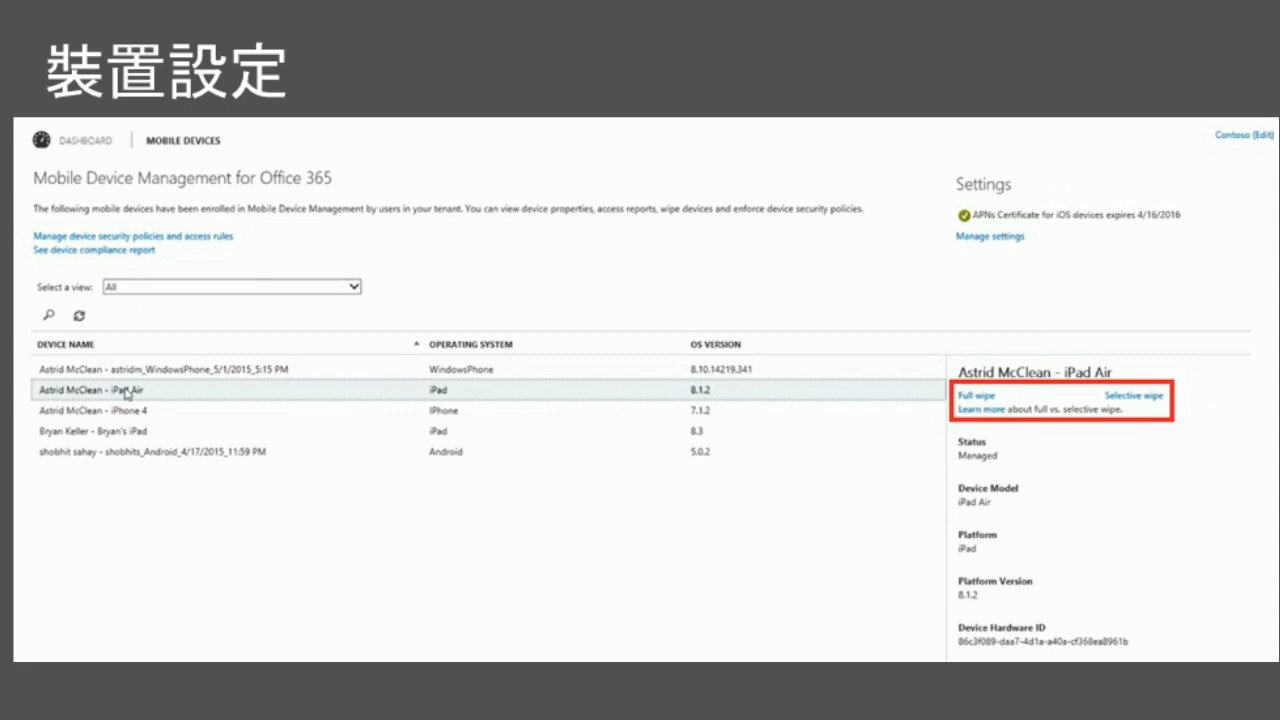 裝置設定
DASHBOARD | MOBILE DEVICES
Contoso (Edit)
Mobile Device Management for Office 365
The following mobile devices have been enrolled in Mobile Device Management by users in your tenant. You can view device properties, access reports, wipe devices and enforce device security policies.
Manage device security policies and access rules
See device compliance report
Settings
APNs Certificate for iOS devices expires 4/16/2016
Manage settings
Select a view: All
DEVICE NAME OPERATING SYSTEM OS VERSION
Astrid McClean - astridm_WindowsPhone_5/1/2015_5:15 PM WindowsPhone 8.10.14219.341
Astrid McClean - iPad Air iPad 8.1.2
Astrid McClean - iPhone 4 IPhone 7.1.2
Bryan Keller - Bryan's iPad iPad 8.3
shobhit sahay - shobhits_Android_4/17/2015_11:59 PM Android 5.0.2
Astrid McClean - iPad Air
Full wipe Selective wipe
Learn more about full vs. selective wipe.
Status
Managed
Device Model
iPad Air
Platform
iPad
Platform Version
8.1.2
Device Hardware ID
86c3f089-daa7-4d1a-a40a-cf368ea8961b